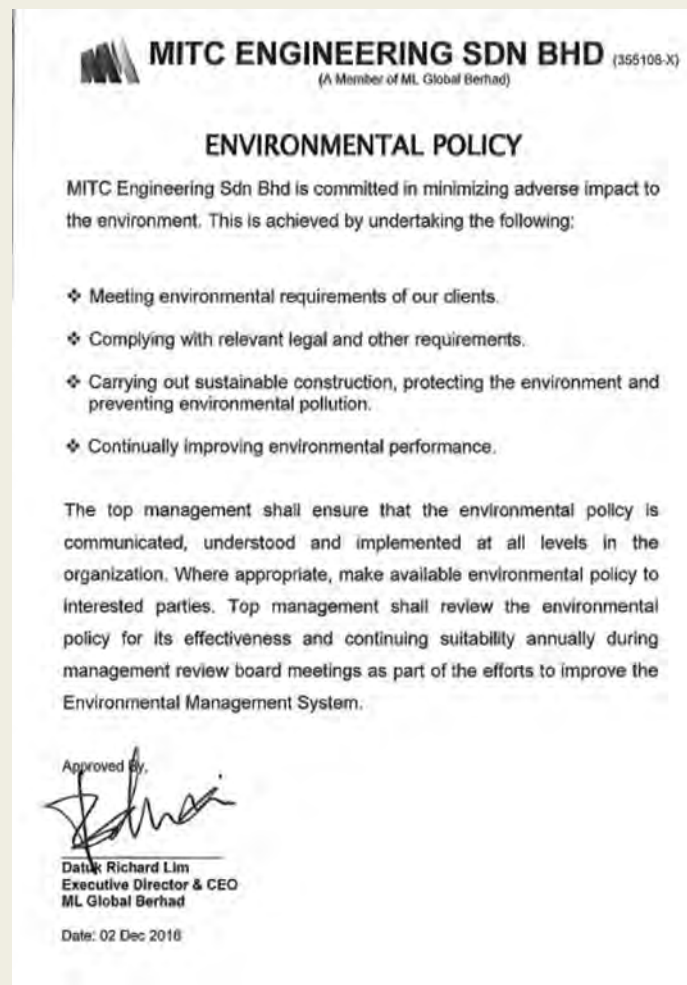 MITC ENGINEERING SDN BHD (355106-X)
(A Member of ML Global Berhad)
ENVIRONMENTAL POLICY
MITC Engineering Sdn Bhd is committed in minimizing adverse impact to
the environment. This is achieved by undertaking the following:
❖ Meeting environmental requirements of our clients.
❖ Complying with relevant legal and other requirements.
❖ Carrying out sustainable construction, protecting the environment and
preventing environmental pollution.
❖ Continually improving environmental performance.
The top management shall ensure that the environmental policy is
communicated, understood and implemented at all levels in the
organization. Where appropriate, make available environmental policy to
interested parties. Top management shall review the environmental
policy for its effectiveness and continuing suitability annually during
management review board meetings as part of the efforts to improve the
Environmental Management System.
Approved By,
Datuk Richard Lim
Executive Director & CEO
ML Global Berhad
Date: 02 Dec 2016